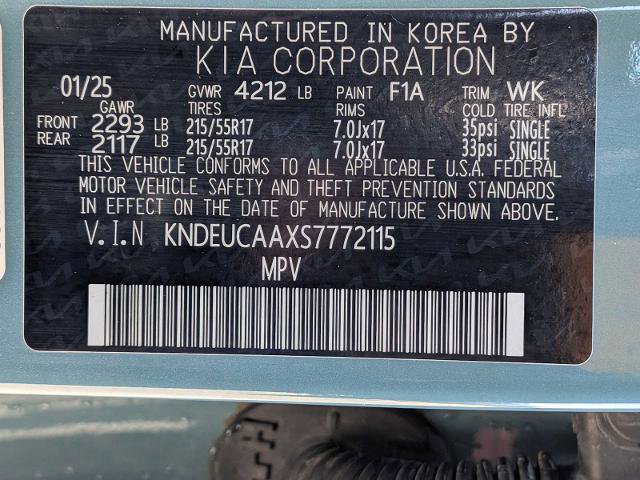 MANUFACTURED IN KOREA BY
KIA CORPORATION
01/25 GVWR 4212 LB PAINT F1A TRIM WK
GAWR TIRES RIMS COLD TIRE INFL
FRONT 2293 LB 215/55R17 7.0Jx17 35psi SINGLE
REAR 2117 LB 215/55R17 7.0Jx17 33psi SINGLE
THIS VEHICLE CONFORMS TO ALL APPLICABLE U.S.A. FEDERAL
MOTOR VEHICLE SAFETY AND THEFT PREVENTION STANDARDS
IN EFFECT ON THE DATE OF MANUFACTURE SHOWN ABOVE.
V.I.N KNDEUCAAXS7772115
MPV